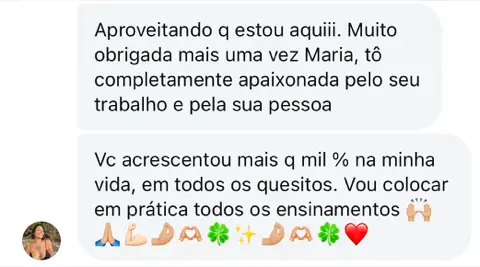 Aproveitando q estou aquiii. Muito
obrigada mais uma vez Maria, tô
completamente apaixonada pelo seu
trabalho e pela sua pessoa
Vc acrescentou mais q mil % na minha
vida, em todos os quesitos. Vou colocar
em prática todos os ensinamentos 🙌🏼
🙏🏼💪🏼🤌🏼🫶🏼🍀✨🤌🏼🫶🏼🍀❤️